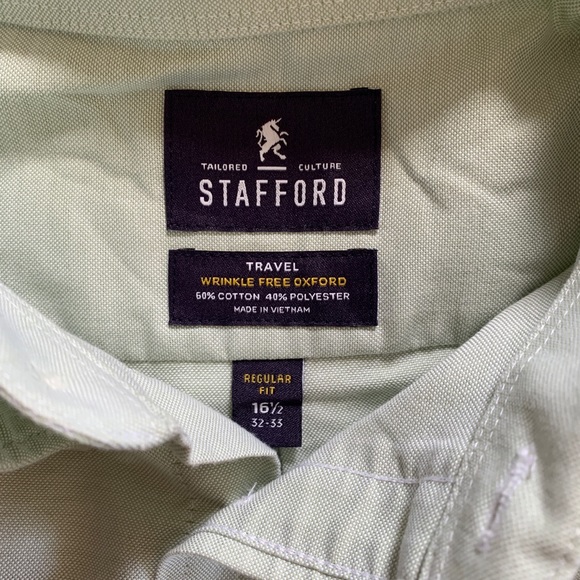 TAILORED CULTURE
STAFFORD
TRAVEL
WRINKLE FREE OXFORD
60% COTTON 40% POLYESTER
MADE IN VIETNAM
REGULAR
FIT
16½
32-33